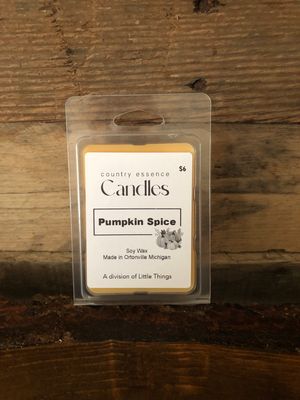 $6
country essence
Candles
Pumpkin Spice
Soy Wax
Made in Ortonville Michigan
A division of Little Things